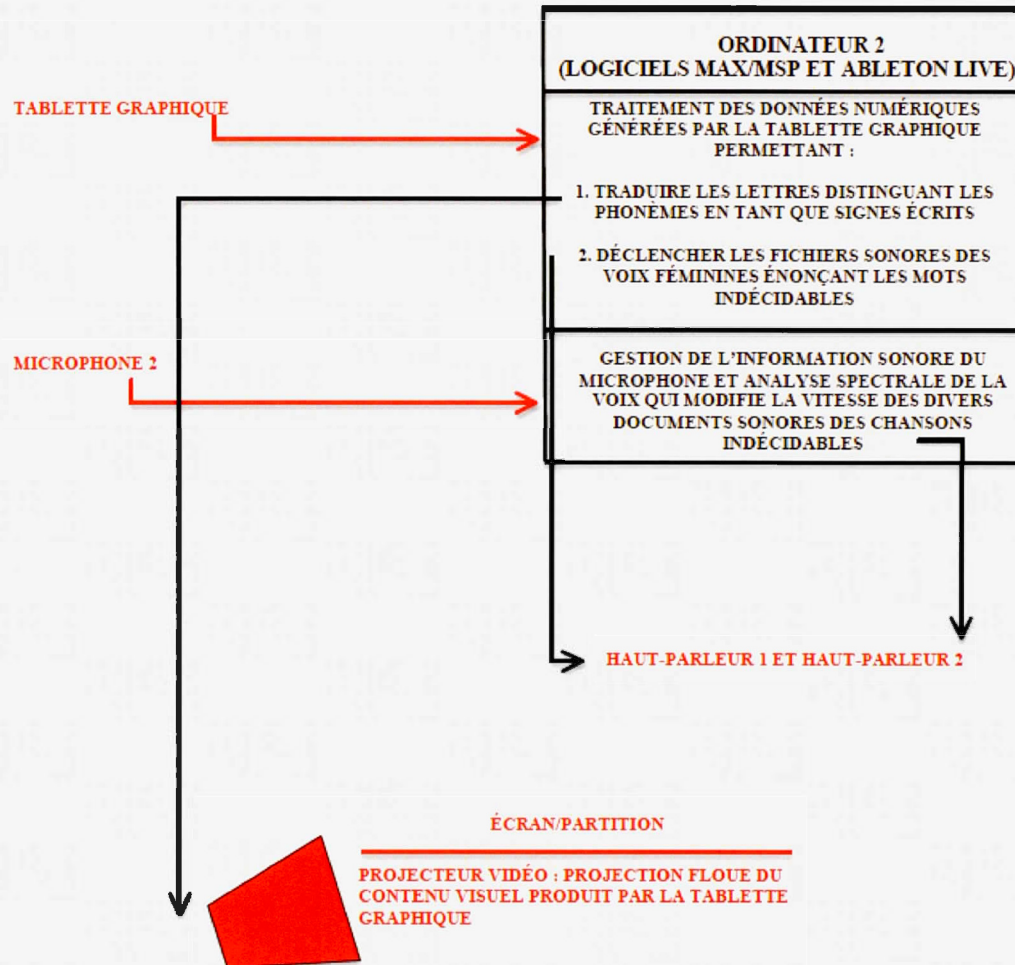 ORDINATEUR 2
(LOGICIELS MAX/MSP ET ABLETON LIVE)
TABLETTE GRAPHIQUE
TRAITEMENT DES DONNÉES NUMÉRIQUES
GÉNÉRÉES PAR LA TABLETTE GRAPHIQUE
PERMETTANT :
1. TRADUIRE LES LETTRES DISTINGUANT LES
PHONÈMES EN TANT QUE SIGNES ÉCRITS
2. DÉCLENCHER LES FICHIERS SONORES DES
VOIX FÉMININES ÉNONÇANT LES MOTS
INDÉCIDABLES
MICROPHONE 2
GESTION DE L’INFORMATION SONORE DU
MICROPHONE ET ANALYSE SPECTRALE DE LA
VOIX QUI MODIFIE LA VITESSE DES DIVERS
DOCUMENTS SONORES DES CHANSONS
INDÉCIDABLES
HAUT-PARLEUR 1 ET HAUT-PARLEUR 2
ÉCRAN/PARTITION
PROJECTEUR VIDÉO : PROJECTION FLOUE DU
CONTENU VISUEL PRODUIT PAR LA TABLETTE
GRAPHIQUE